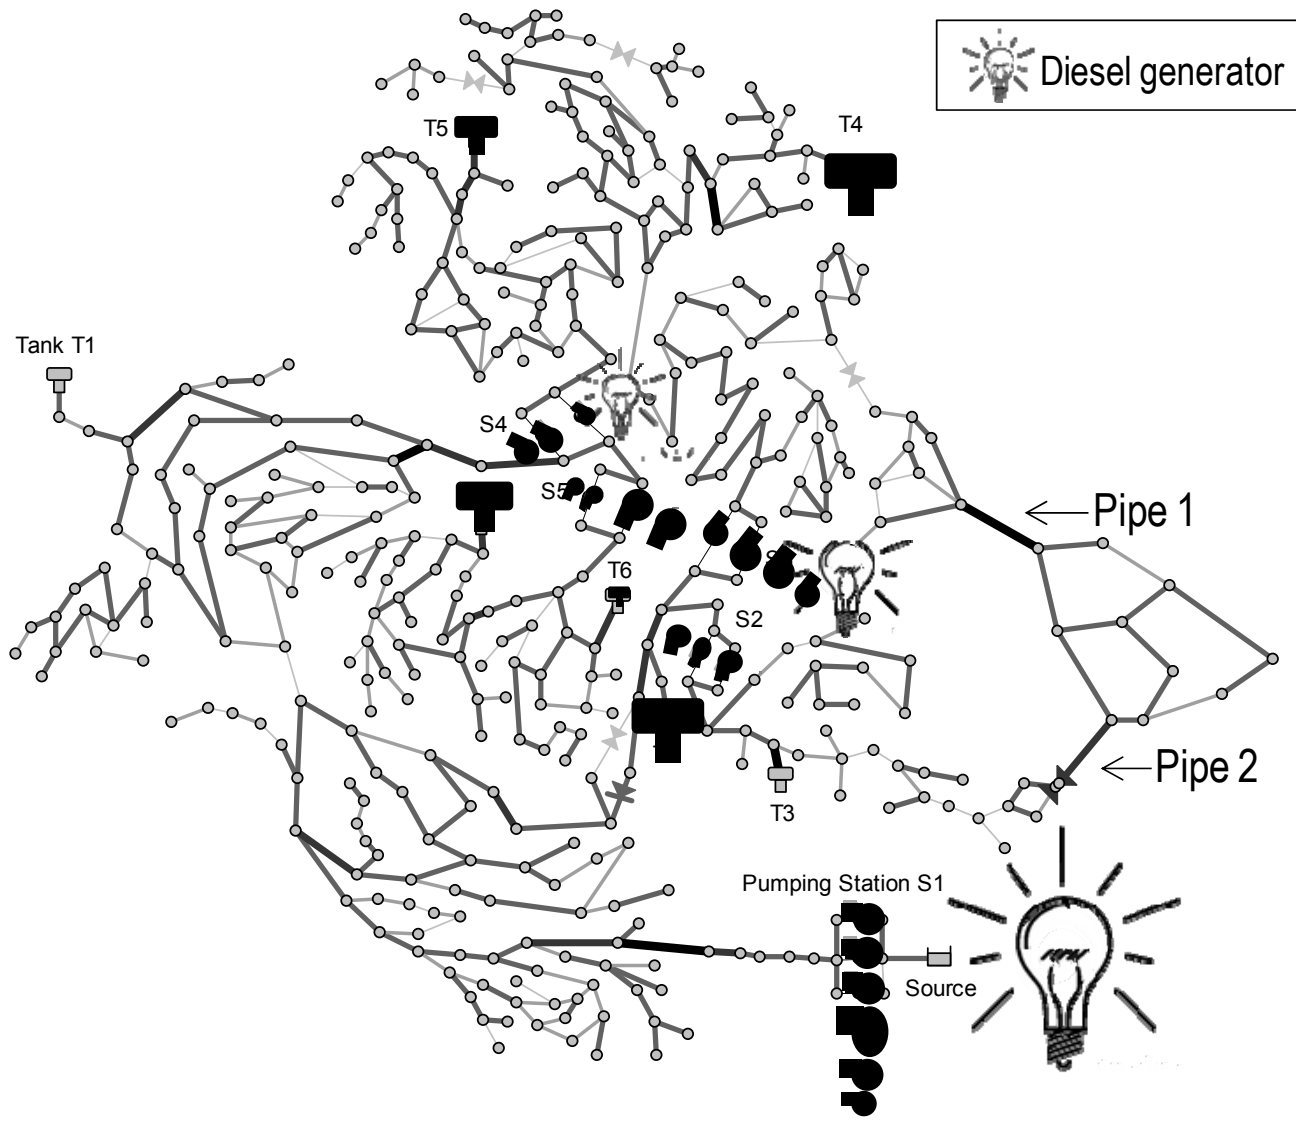 Diesel generator
T5
T4
Tank T1
S4
S5
Pipe 1
T6
S2
Pipe 2
T3
Pumping Station S1
Source